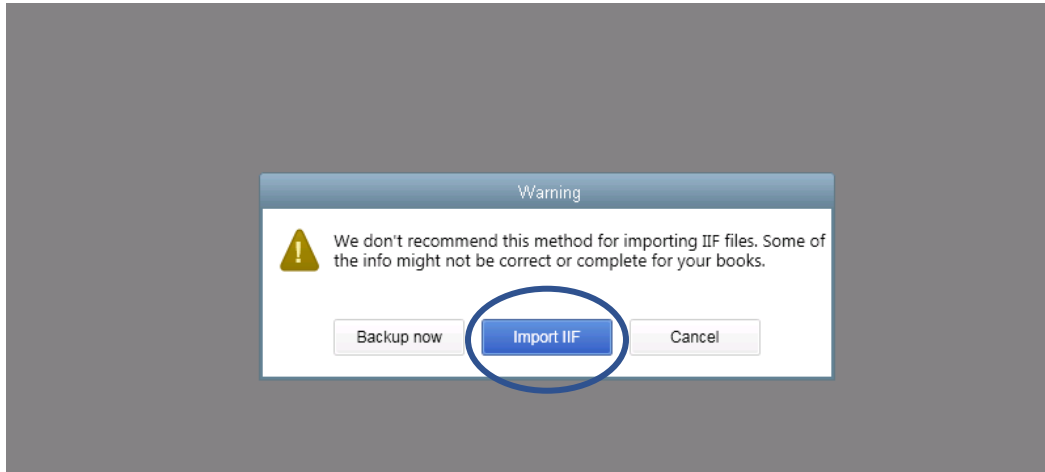 Warning
We don't recommend this method for importing IIF files. Some of
the info might not be correct or complete for your books.
Backup now
Import IIF
Cancel